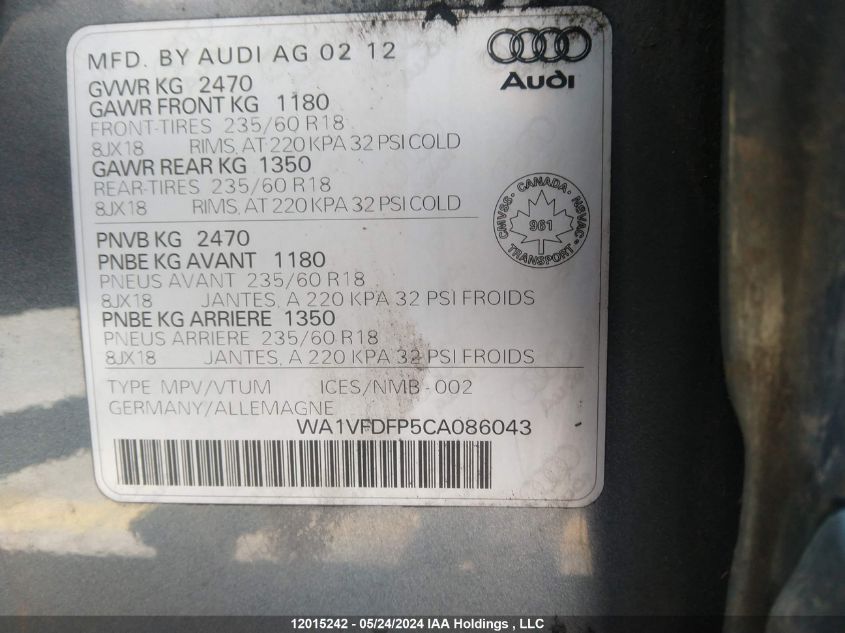 MFD. BY AUDI AG 02 12
Audi
GVWR KG 2470
GAWR FRONT KG 1180
FRONT-TIRES 235/60 R18
8JX18 RIMS, AT 220 KPA 32 PSI COLD
GAWR REAR KG 1350
REAR-TIRES 235/60 R18
8JX18 RIMS, AT 220 KPA 32 PSI COLD
CMVSS. CANADA. NSVAC
961
TRANSPORT
PNVB KG 2470
PNBE KG AVANT 1180
PNEUS AVANT 235/60 R18
8JX18 JANTES, A 220 KPA 32 PSI FROIDS
PNBE KG ARRIERE 1350
PNEUS ARRIERE 235/60 R18
8JX18 JANTES, A 220 KPA 32 PSI FROIDS
TYPE MPV/VTUM ICES/NMB-002
GERMANY/ALLEMAGNE
WA1VFDFP5CA086043
12015242 - 05/24/2024 IAA Holdings , LLC